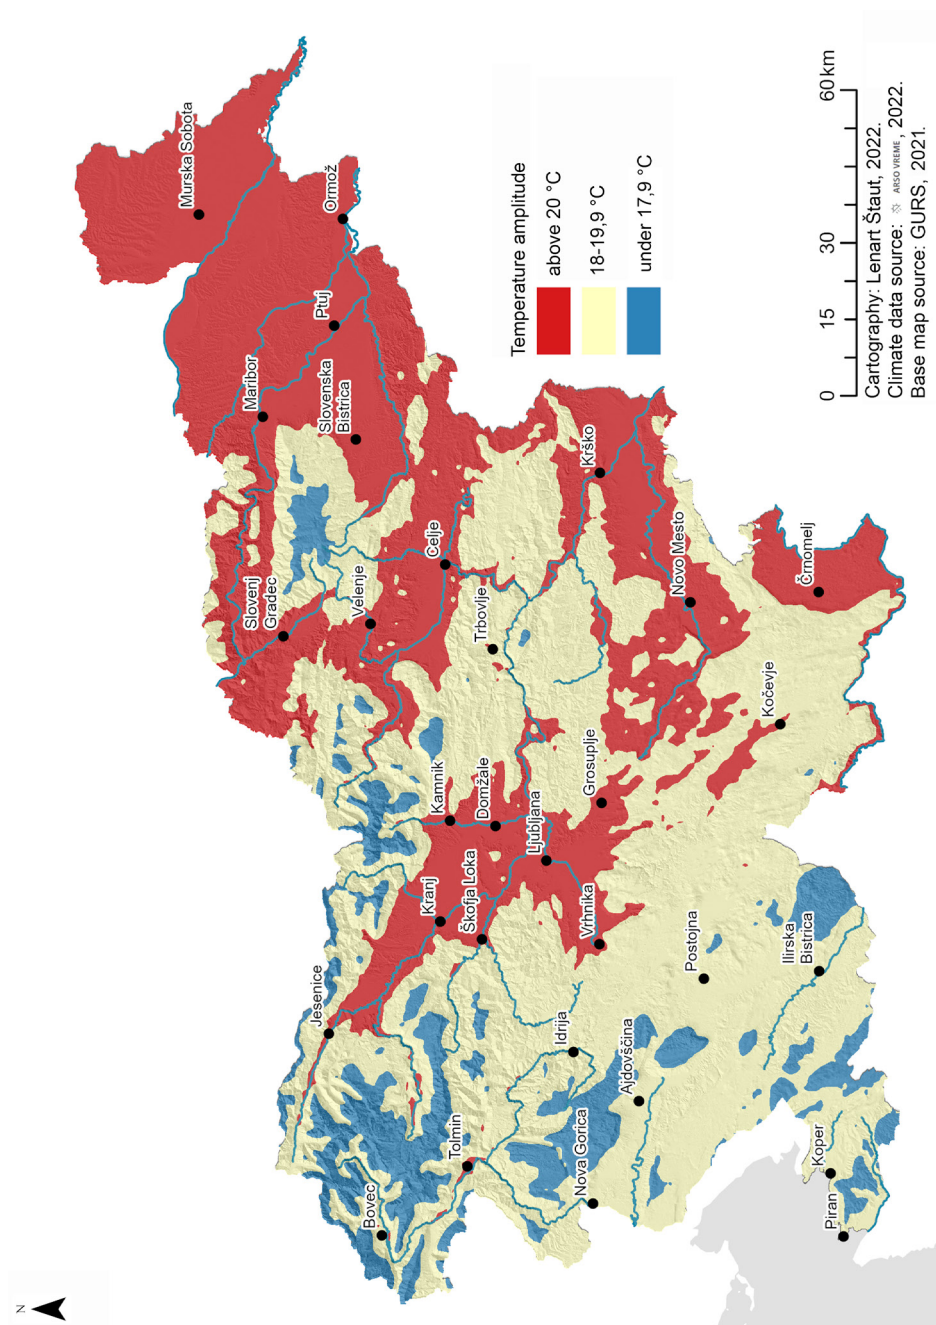 N
Murska Sobota
Ormož
Ptuj
Maribor
Slovenska
Bistrica
Slovenj
Gradec
Velenje
Celje
Krško
Trbovlje
Novo Mesto
Črnomelj
Kočevje
Kamnik
Domžale
Grosuplje
Ljubljana
Kranj
Škofja Loka
Vrhnika
Jesenice
Postojna
Ilirska
Bistrica
Idrija
Ajdovščina
Tolmin
Bovec
Nova Gorica
Koper
Piran
Temperature amplitude
above 20 °C
18-19,9 °C
under 17,9 °C
0 15 30 60 km
Cartography: Lenart Štaut, 2022.
Climate data source: ARSO VREME, 2022.
Base map source: GURS, 2021.